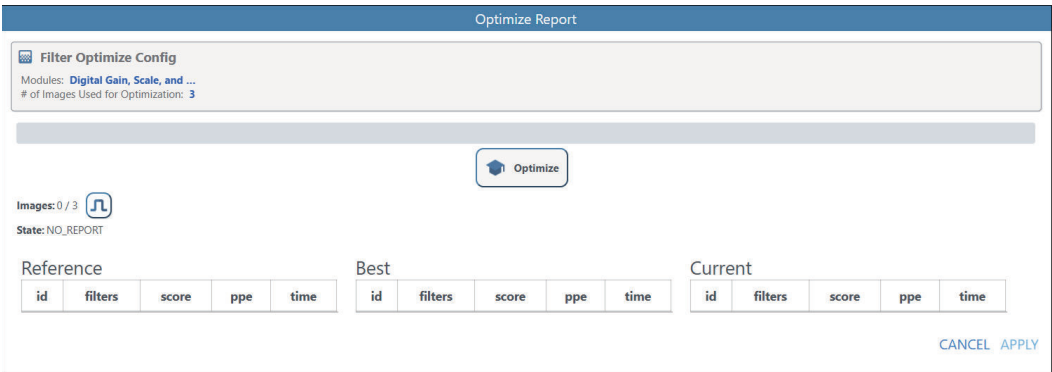 Optimize Report
Filter Optimize Config
Modules: Digital Gain, Scale, and ...
# of Images Used for Optimization: 3
Optimize
Images: 0 / 3
State: NO_REPORT
Reference Best Current
id filters score ppe time id filters score ppe time id filters score ppe time
CANCEL APPLY